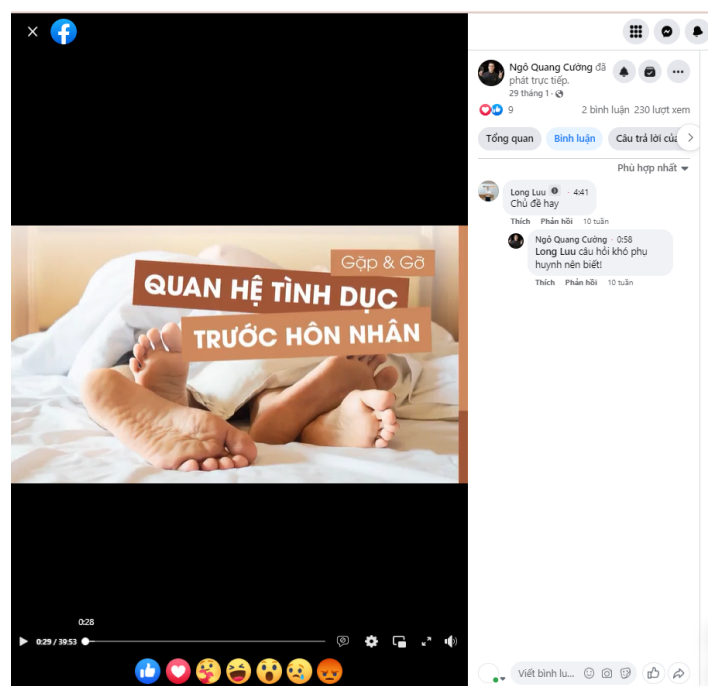 Ngô Quang Cường đã
phát trực tiếp.
29 tháng 1 ·
9
2 bình luận 230 lượt xem
Tổng quan
Bình luận
Câu trả lời của
Phù hợp nhất
Long Luu · 4:41
Chủ đề hay
Thích Phản hồi 10 tuần
Ngô Quang Cường · 0:58
Long Luu câu hỏi khó phụ
huynh nên biết!
Thích Phản hồi 10 tuần
Gặp & Gỡ
QUAN HỆ TÌNH DỤC
TRƯỚC HÔN NHÂN
0:28
0:29 / 39:53
Viết bình lu...